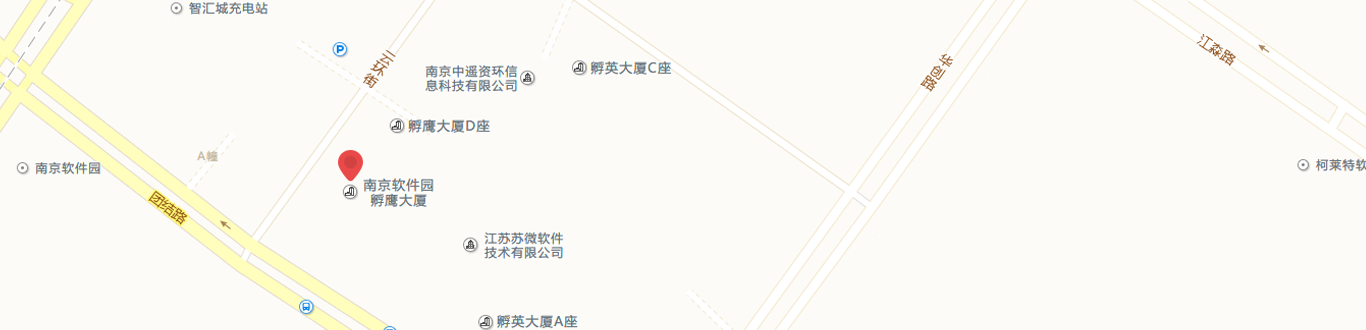 智汇城充电站
P
云环街
南京中遥资环信
息科技有限公司
孵英大厦C座
华创路
江淼路
孵鹰大厦D座
A幢
南京软件园
南京软件园
孵鹰大厦
柯莱特软
团结路
江苏苏微软件
技术有限公司
孵英大厦A座